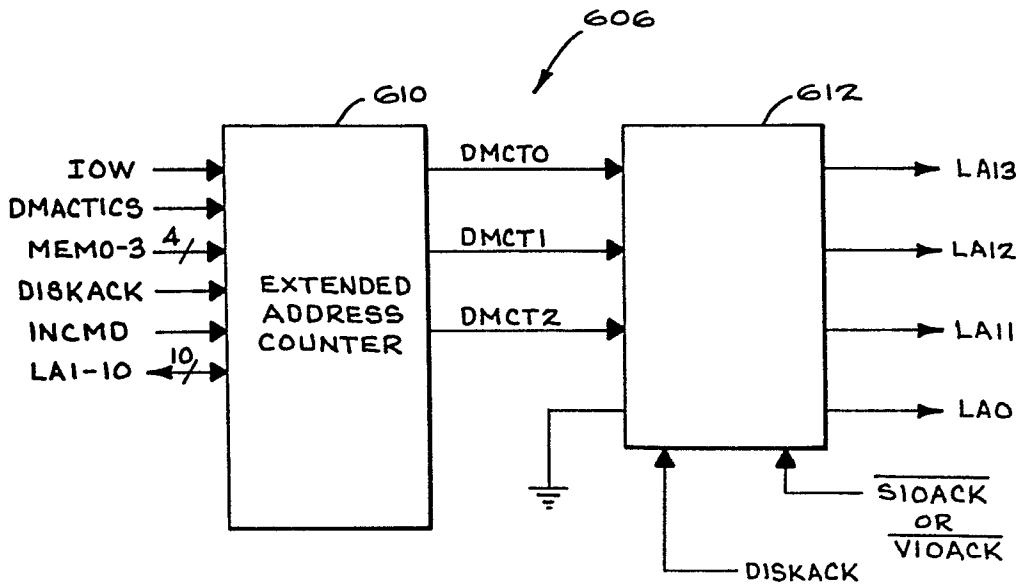 606
610
612
IOW
DMACTICS
MEMO-3
4
DISKACK
INCMD
LA1-10
10
EXTENDED
ADDRESS
COUNTER
DMCT0
DMCT1
DMCT2
LA13
LA12
LA11
LA0
SIOACK
OR
VIOACK
DISKACK